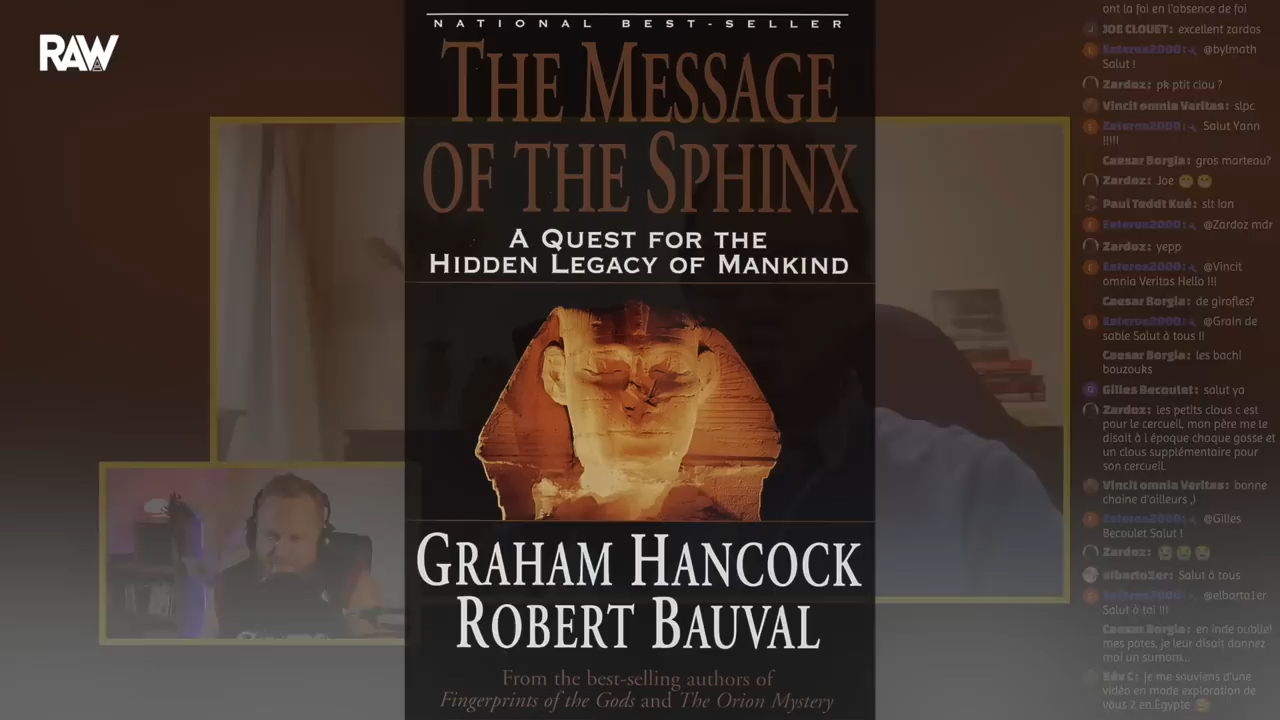 RAW
NATIONAL BEST-SELLER
THE MESSAGE
OF THE SPHINX
A QUEST FOR THE
HIDDEN LEGACY OF MANKIND
GRAHAM HANCOCK
ROBERT BAUVAL
From the best-selling authors of
Fingerprints of the Gods and The Orion Mystery
ont la foi en l'absence de foi
JOE CLOUET: excellent zardos
@bylmath
Salut !
Zardoz: pk ptit clou ?
Vincit omnia Veritas: slpc
Salut Yann
!!!!!
Caesar Borgia: gros marteau?
Zardoz: Joe
Paul Teddt Kué: slt Ian
@Zardoz mdr
Zardoz: yepp
@Vincit
omnia Veritas Hello !!!
Caesar Borgia: de girofles?
@Grain de
sable Salut à tous !!
Caesar Borgia: les bachi
bouzouks
Gilles Becoulet: salut ya
Zardoz: les petits clous c est
pour le cercueil, mon père me le
disait à l époque chaque gosse et
un clous supplémentaire pour
son cercueil.
Vincit omnia Veritas: bonne
chaine d'ailleurs ,)
@Gilles
Becoulet Salut !
Zardoz:
elbarto1er: Salut à tous
@elbarto1er
Salut à toi !!!
Caesar Borgia: en inde oublie!
mes potes, je leur disait donnez
moi un surnom...
Edv C: Je me souviens d'une
vidéo en mode exploration de
vous 2 en Egypte